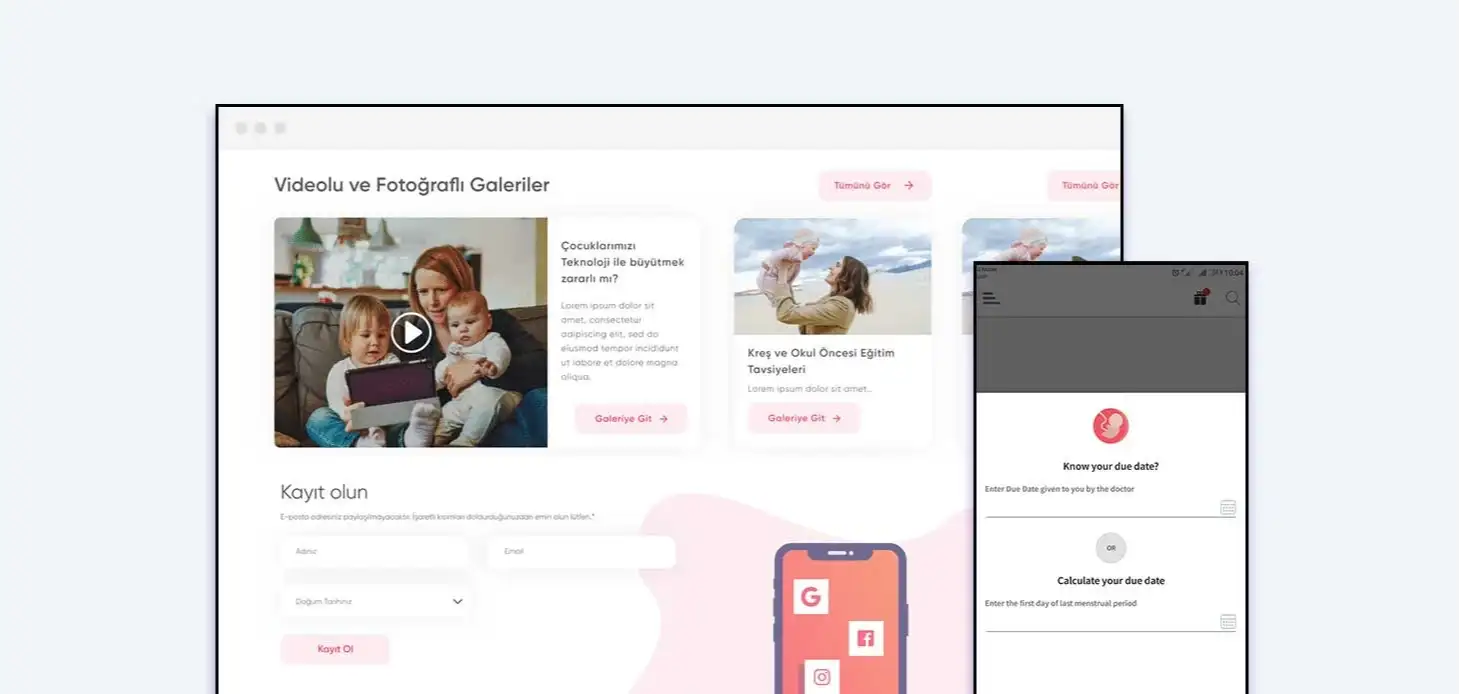 Videolu ve Fotoğraflı Galeriler
Tümünü Gör →
Tümünü Gör
Çocuklarımızı
Teknoloji ile büyütmek
zararlı mı?
Lorem ipsum dolor sit
amet, consectetur
adipiscing elit, sed do
eiusmod tempor incididunt
ut labore et dolore magna
aliqua.
Galeriye Git →
Kreş ve Okul Öncesi Eğitim
Tavsiyeleri
Lorem ipsum dolor sit amet...
Galeriye Git →
Kayıt olun
E-posta adresiniz paylaşılmayacaktır. İşaretli kısımları doldurduğunuzdan emin olun lütfen.*
Adınız
Email
Doğum Tarihiniz
Kayıt Ol
G
f
10:04
Know your due date?
Enter Due Date given to you by the doctor
OR
Calculate your due date
Enter the first day of last menstrual period